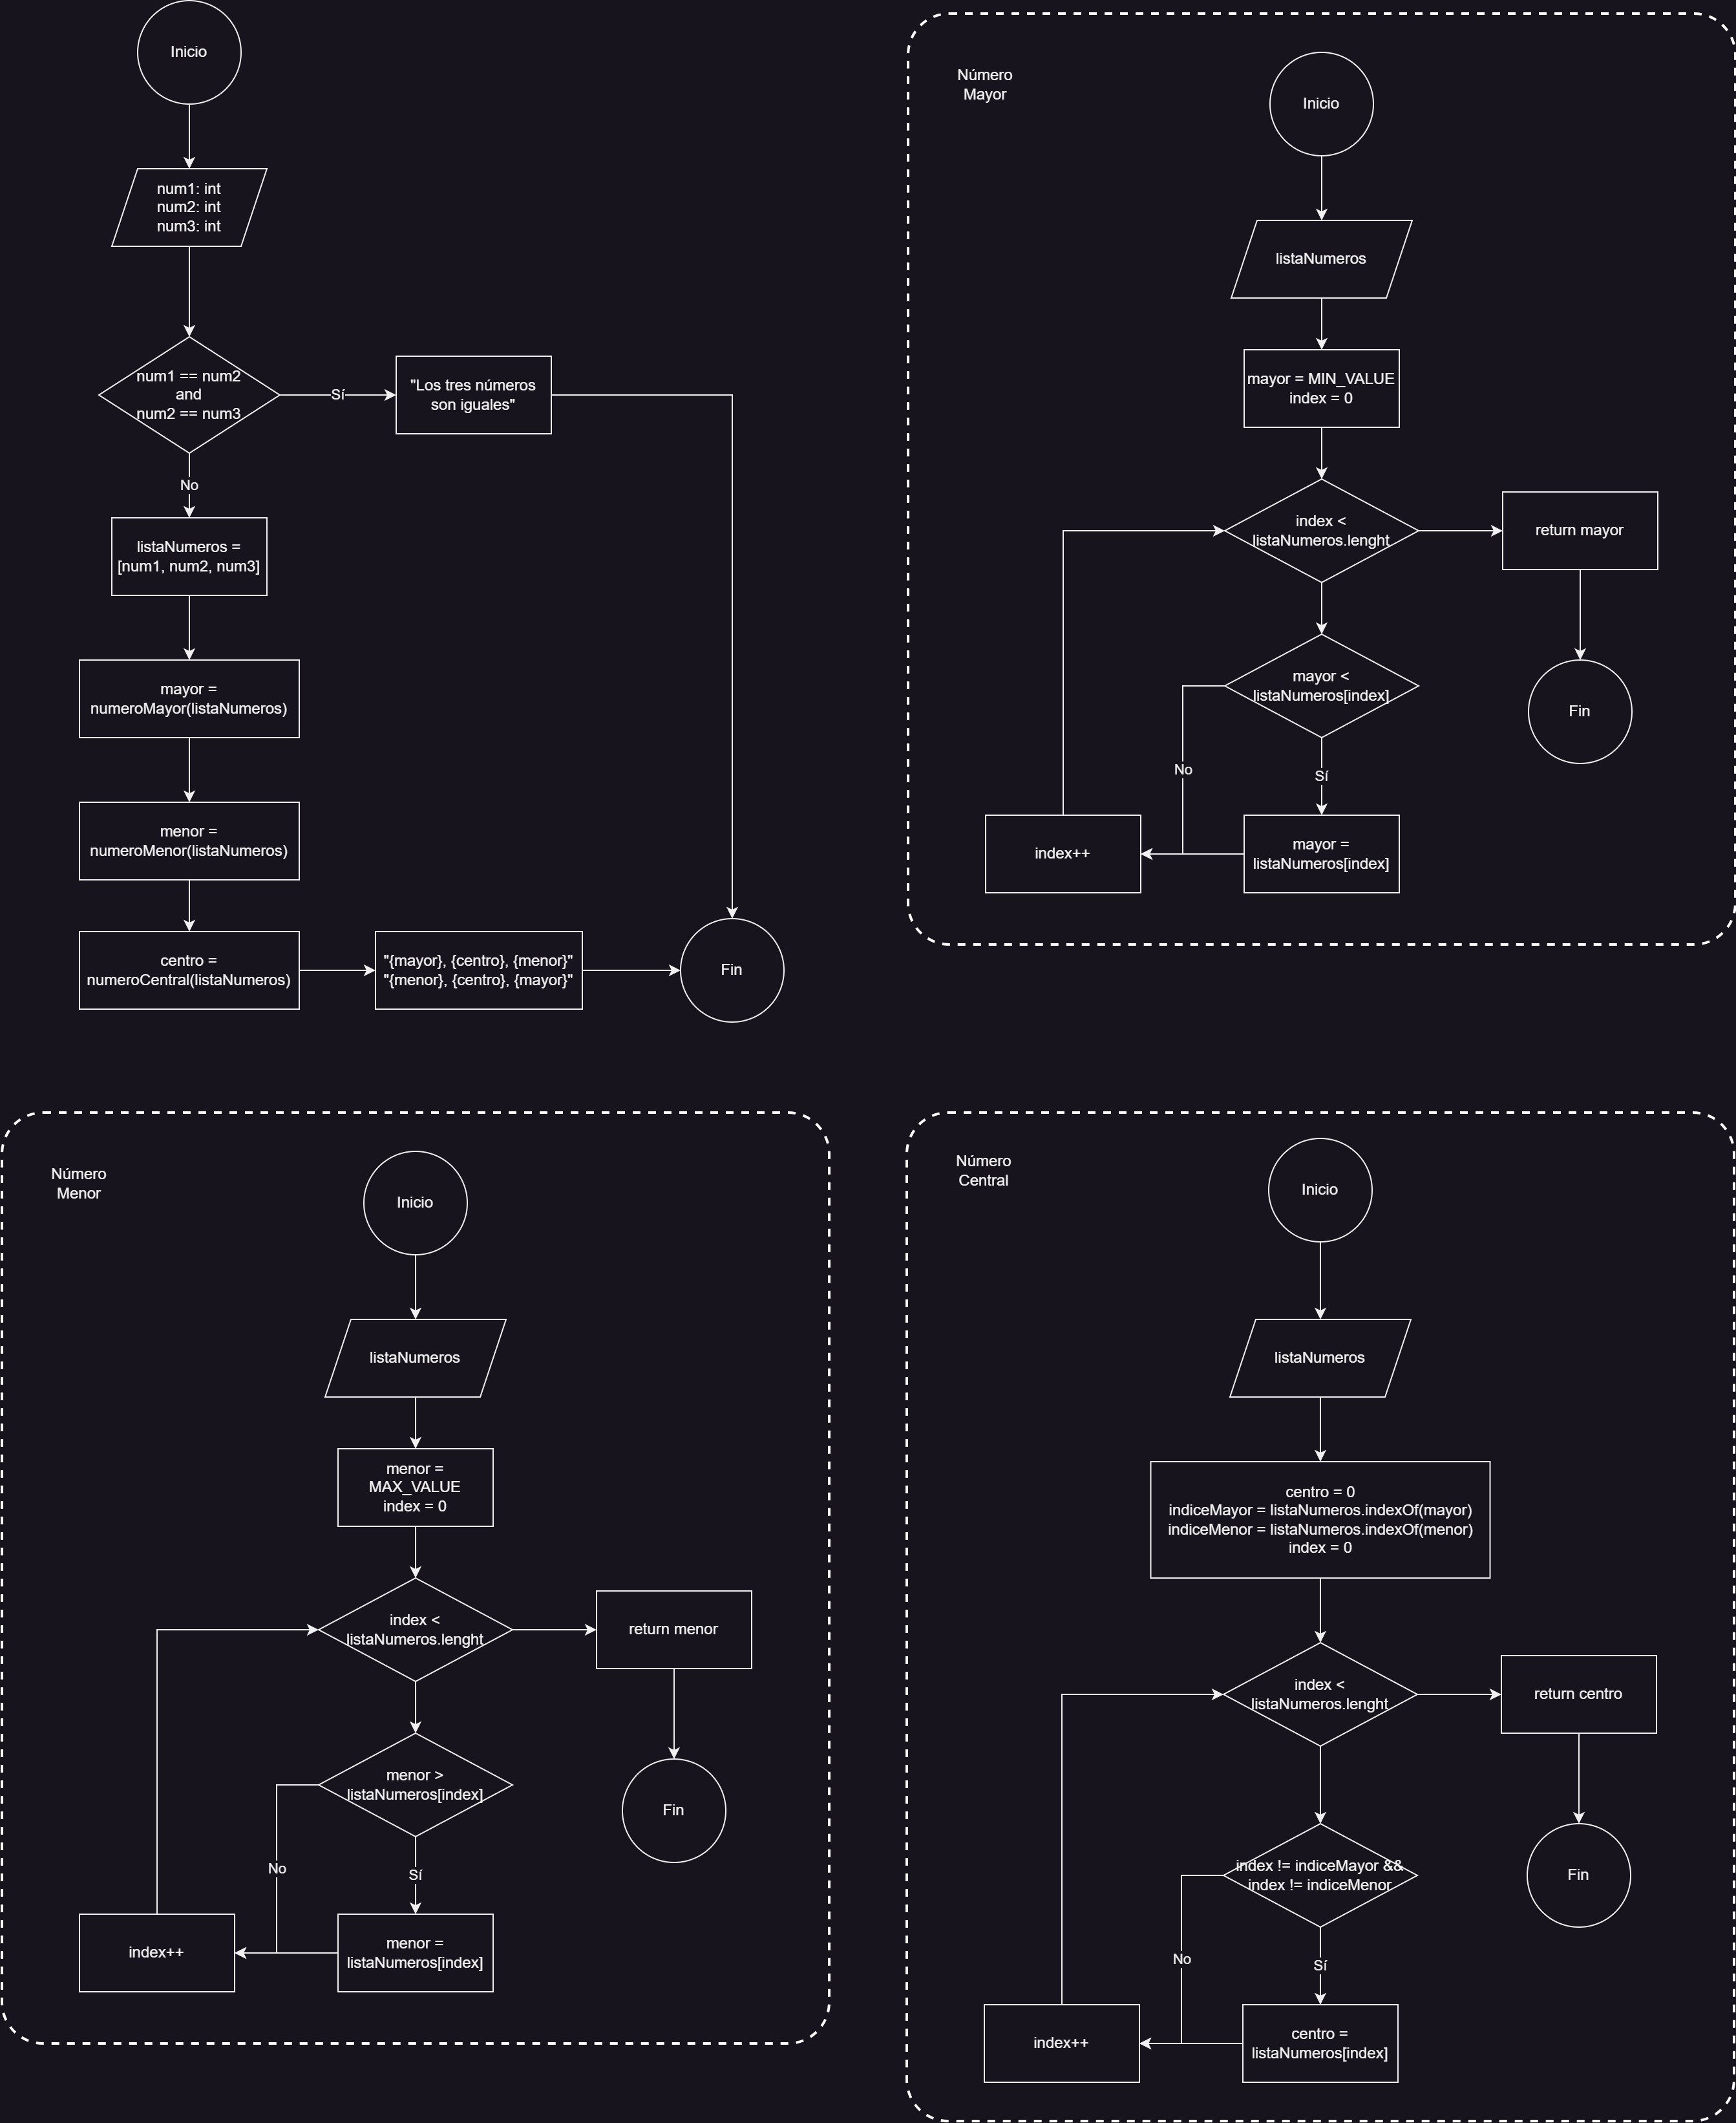 Inicio
num1: int
num2: int
num3: int
num1 == num2
and
num2 == num3
Sí
"Los tres números
son iguales"
No
listaNumeros =
[num1, num2, num3]
mayor =
numeroMayor(listaNumeros)
menor =
numeroMenor(listaNumeros)
centro =
numeroCentral(listaNumeros)
"{mayor}, {centro}, {menor}"
"{menor}, {centro}, {mayor}"
Fin
Número
Mayor
Inicio
listaNumeros
mayor = MIN_VALUE
index = 0
index <
listaNumeros.lenght
return mayor
mayor <
listaNumeros[index]
Fin
No
Sí
index++
mayor =
listaNumeros[index]
Número
Menor
Inicio
listaNumeros
menor =
MAX_VALUE
index = 0
index <
listaNumeros.lenght
return menor
menor >
listaNumeros[index]
Fin
No
Sí
index++
menor =
listaNumeros[index]
Número
Central
Inicio
listaNumeros
centro = 0
indiceMayor = listaNumeros.indexOf(mayor)
indiceMenor = listaNumeros.indexOf(menor)
index = 0
index <
listaNumeros.lenght
return centro
index != indiceMayor &&
index != indiceMenor
Fin
No
Sí
index++
centro =
listaNumeros[index]